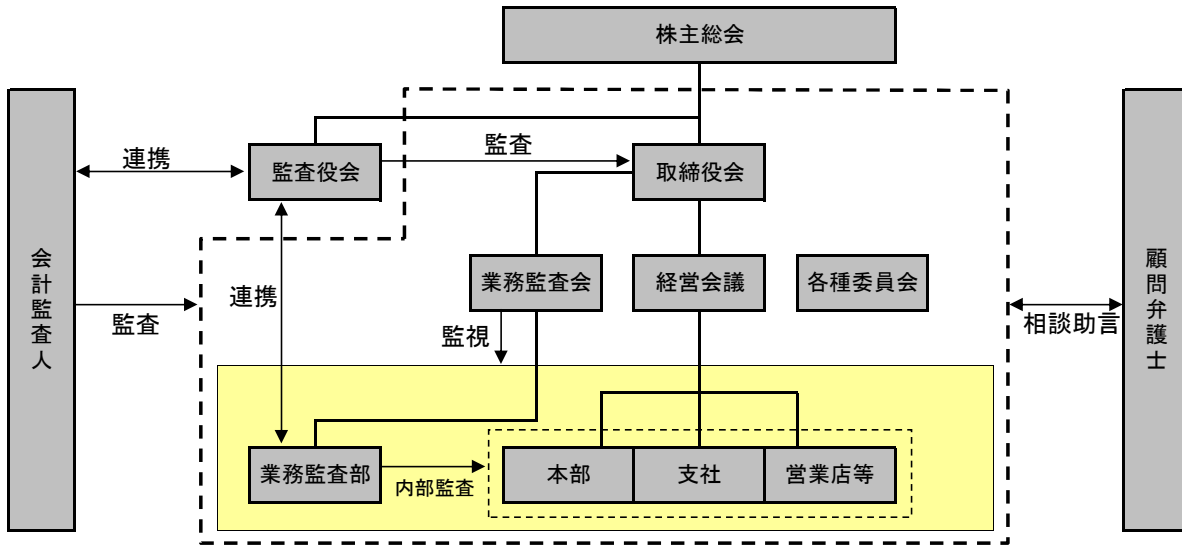 株主総会
連携
監査役会
監査
取締役会
会計監査人
監査
連携
業務監査会
経営会議
各種委員会
監視
相談助言
顧問弁護士
業務監査部
内部監査
本部
支社
営業店等